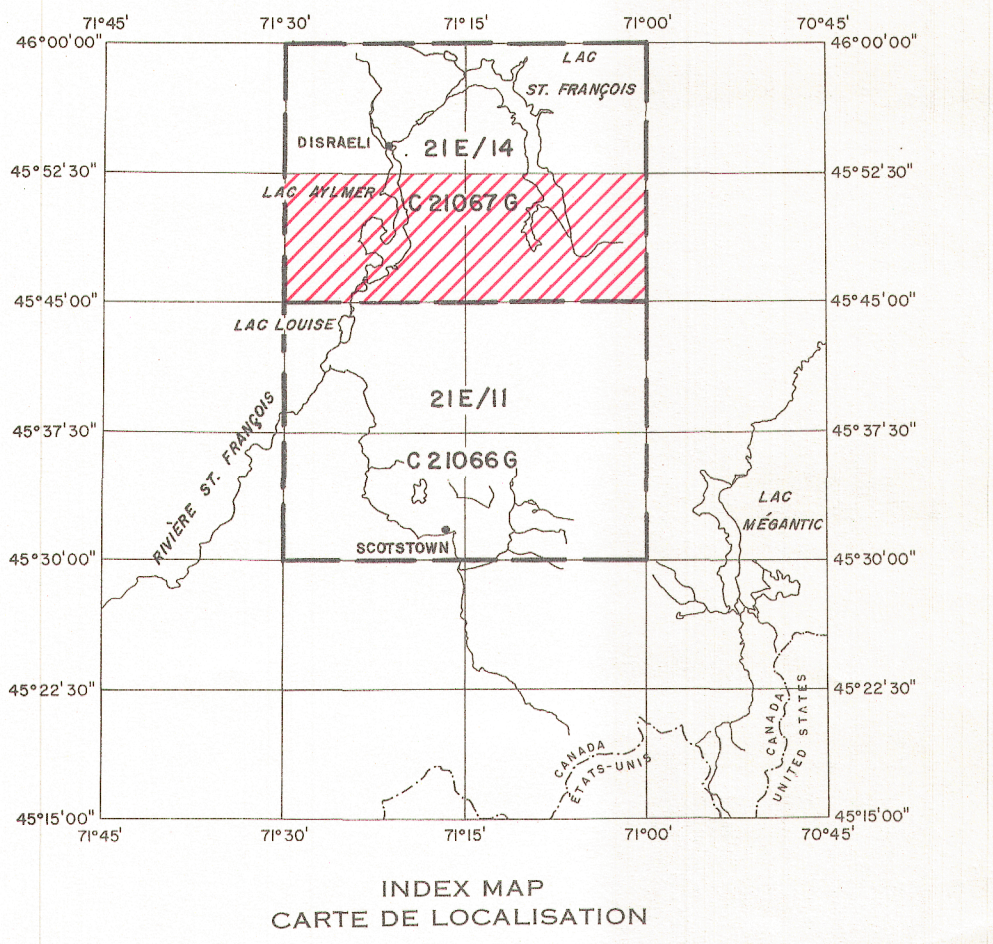 71°45' 71°30' 71°15' 71°00' 70°45'
46°00'00" 46°00'00"
LAC
ST. FRANÇOIS
DISRAELI 21E/14
45°52'30" 45°52'30"
LAC AYLMER
C 21067 G
45°45'00" 45°45'00"
LAC LOUISE
21E/11
RIVIÈRE ST. FRANÇOIS
45°37'30" 45°37'30"
C 21066 G
LAC
MÉGANTIC
SCOTSTOWN
45°30'00" 45°30'00"
45°22'30" 45°22'30"
CANADA
UNITED STATES
CANADA
ÉTATS-UNIS
45°15'00" 45°15'00"
71°45' 71°30' 71°15' 71°00' 70°45'
INDEX MAP
CARTE DE LOCALISATION